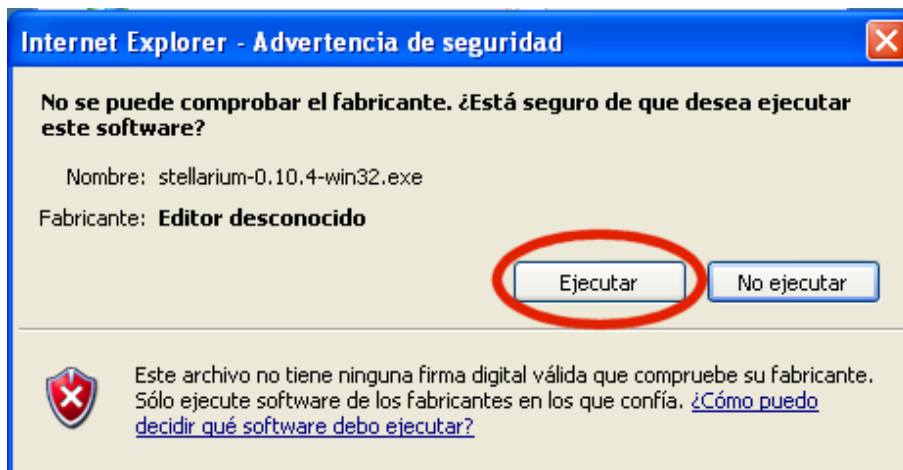 Internet Explorer - Advertencia de seguridad
No se puede comprobar el fabricante. ¿Está seguro de que desea ejecutar
este software?
Nombre: stellarium-0.10.4-win32.exe
Fabricante: Editor desconocido
Ejecutar No ejecutar
Este archivo no tiene ninguna firma digital válida que compruebe su fabricante.
Sólo ejecute software de los fabricantes en los que confía. ¿Cómo puedo
decidir qué software debo ejecutar?